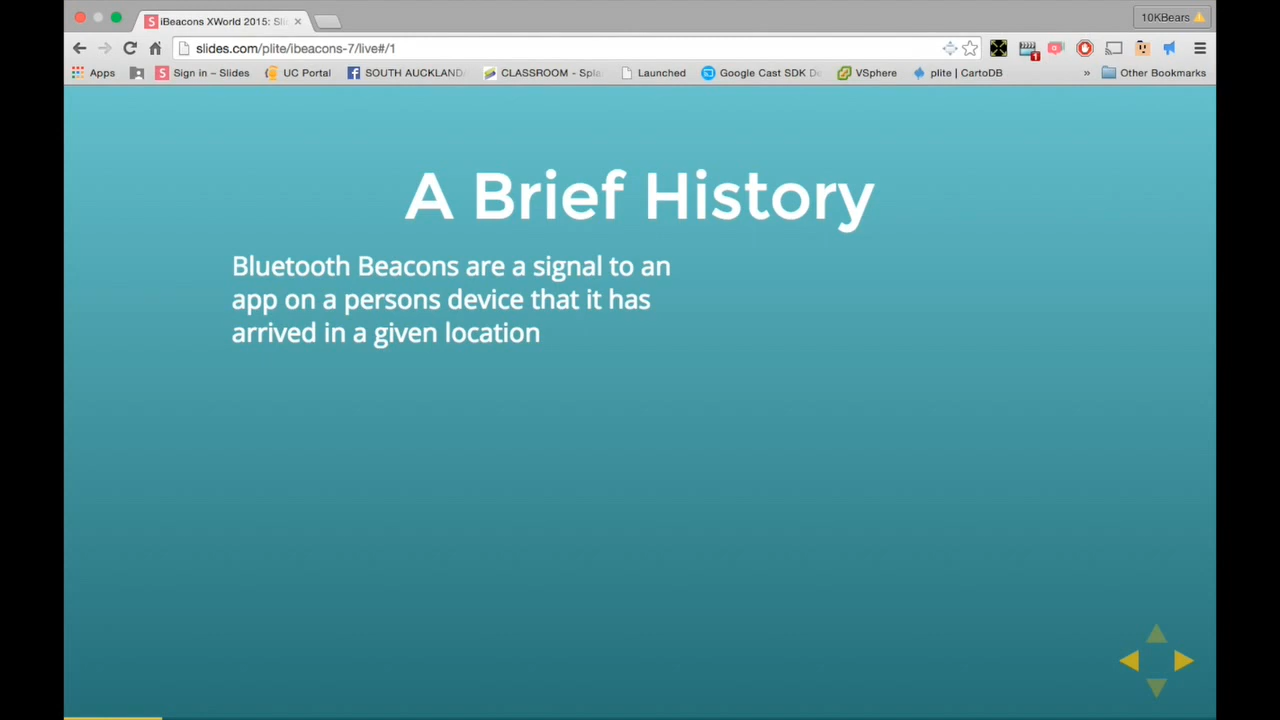 iBeacons XWorld 2015: Sli
10KBears
slides.com/plite/ibeacons-7/live#/1
1
Apps
Sign in – Slides
UC Portal
SOUTH AUCKLAND
CLASSROOM - Spla
Launched
Google Cast SDK De
VSphere
plite | CartoDB
»
Other Bookmarks
A Brief History
Bluetooth Beacons are a signal to an
app on a persons device that it has
arrived in a given location